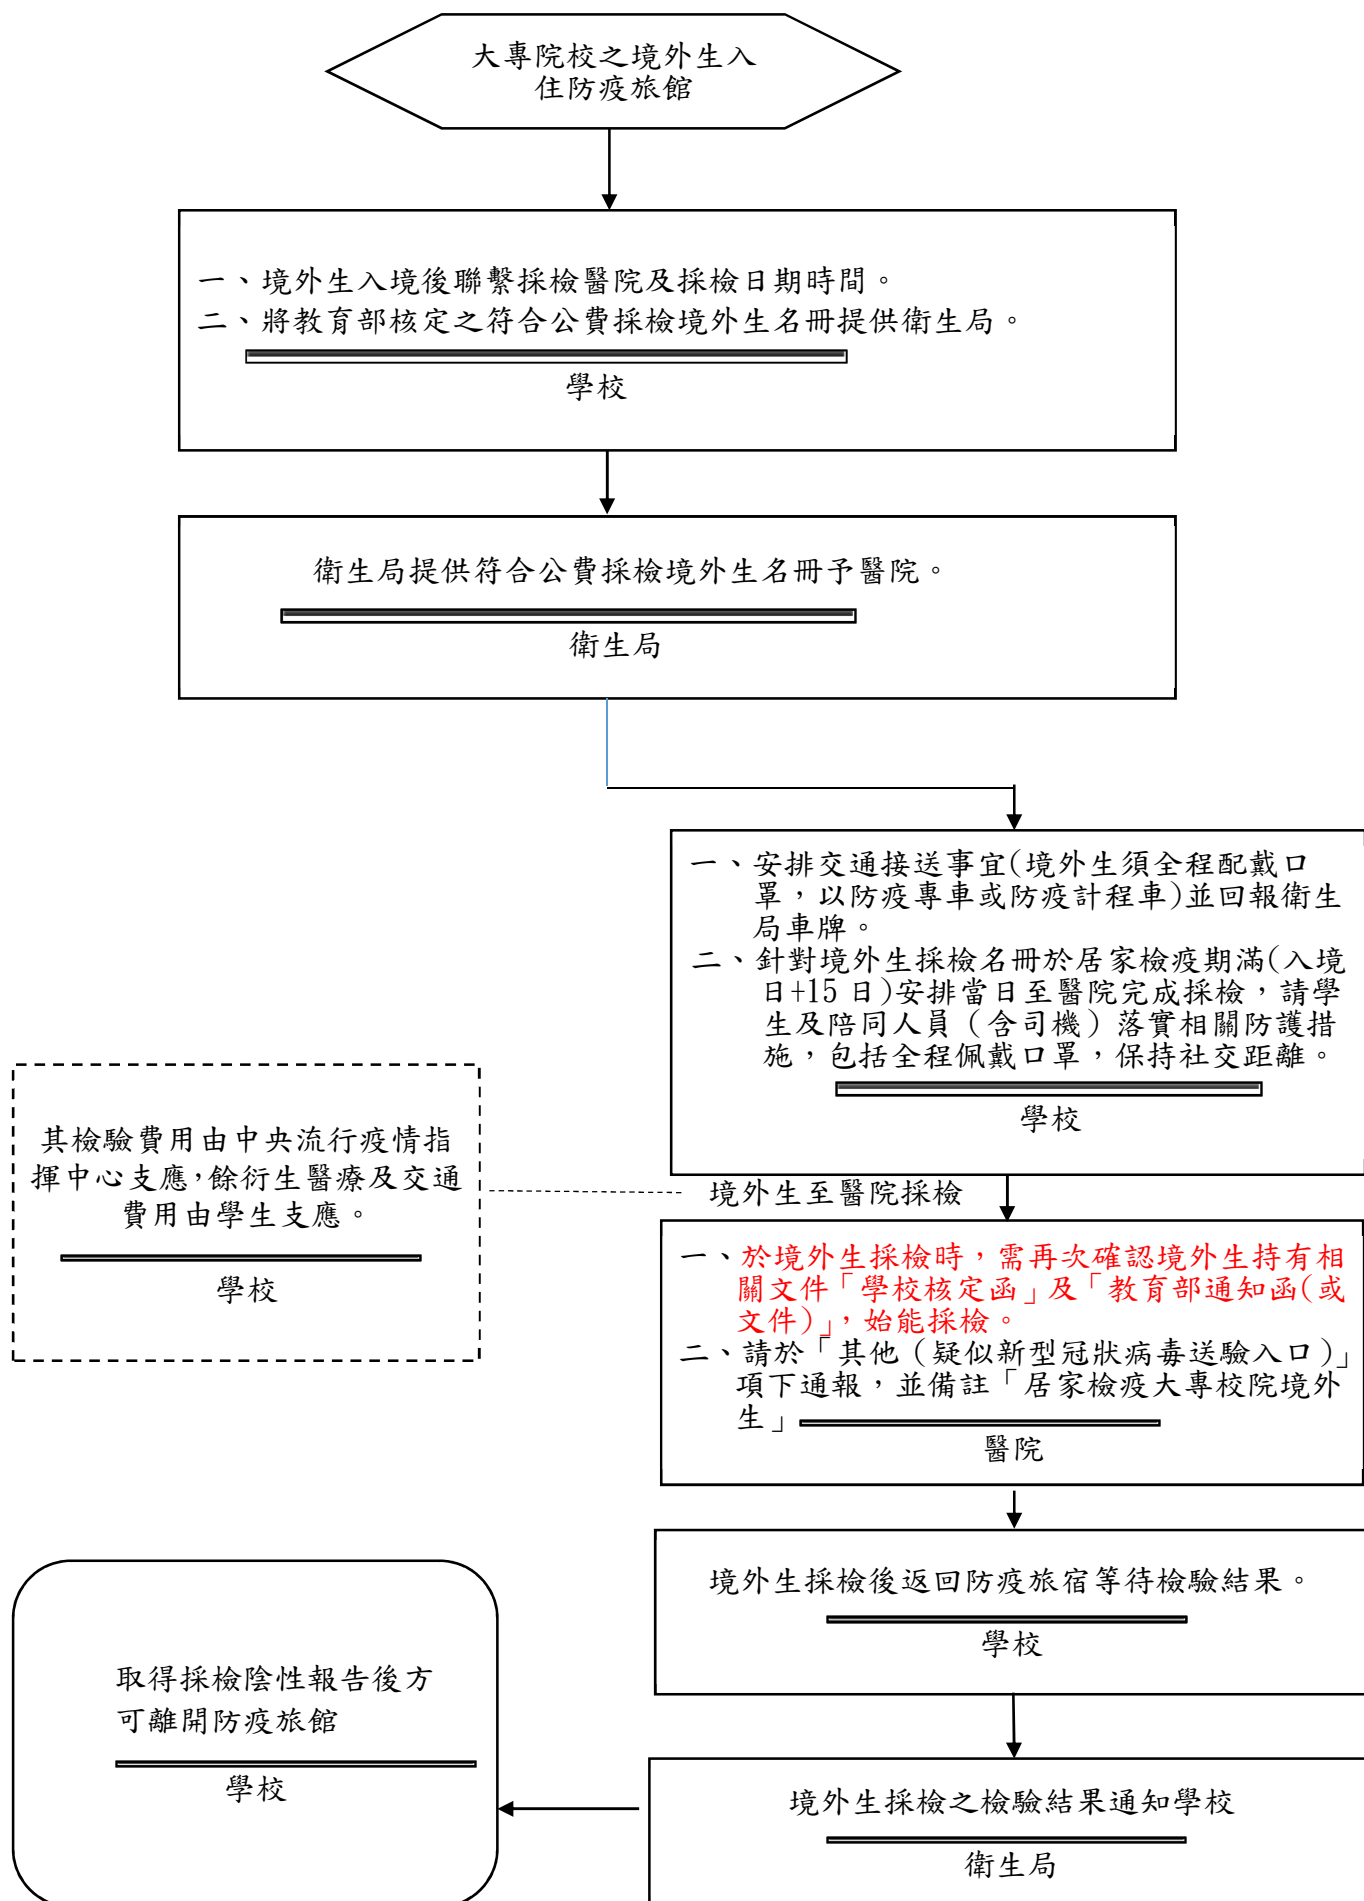 大專院校之境外生入
住防疫旅館
一、境外生入境後聯繫採檢醫院及採檢日期時間。
二、將教育部核定之符合公費採檢境外生名冊提供衛生局。
學校
衛生局提供符合公費採檢境外生名冊予醫院。
衛生局
一、安排交通接送事宜(境外生須全程配戴口
罩，以防疫專車或防疫計程車)並回報衛生
局車牌。
二、針對境外生採檢名冊於居家檢疫期滿(入境
日+15 日)安排當日至醫院完成採檢，請學
生及陪同人員（含司機）落實相關防護措
施，包括全程佩戴口罩，保持社交距離。
學校
其檢驗費用由中央流行疫情指
揮中心支應，餘衍生醫療及交通
費用由學生支應。
學校
境外生至醫院採檢
一、於境外生採檢時，需再次確認境外生持有相
關文件「學校核定函」及「教育部通知函(或
文件)」，始能採檢。
二、請於「其他（疑似新型冠狀病毒送驗入口）」
項下通報，並備註「居家檢疫大專校院境外
生」
醫院
境外生採檢後返回防疫旅宿等待檢驗結果。
學校
取得採檢陰性報告後方
可離開防疫旅館
學校
境外生採檢之檢驗結果通知學校
衛生局